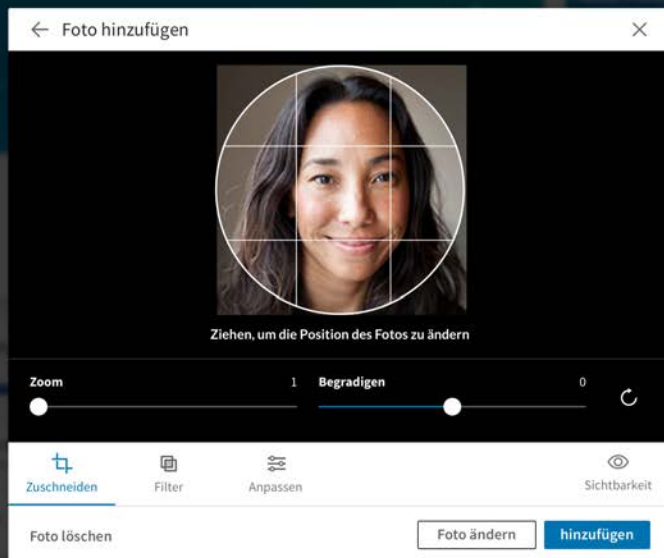 Foto hinzufügen
Ziehen, um die Position des Fotos zu ändern
Zoom 1 Begradigen 0
Zuschneiden Filter Anpassen Sichtbarkeit
Foto löschen Foto ändern hinzufügen